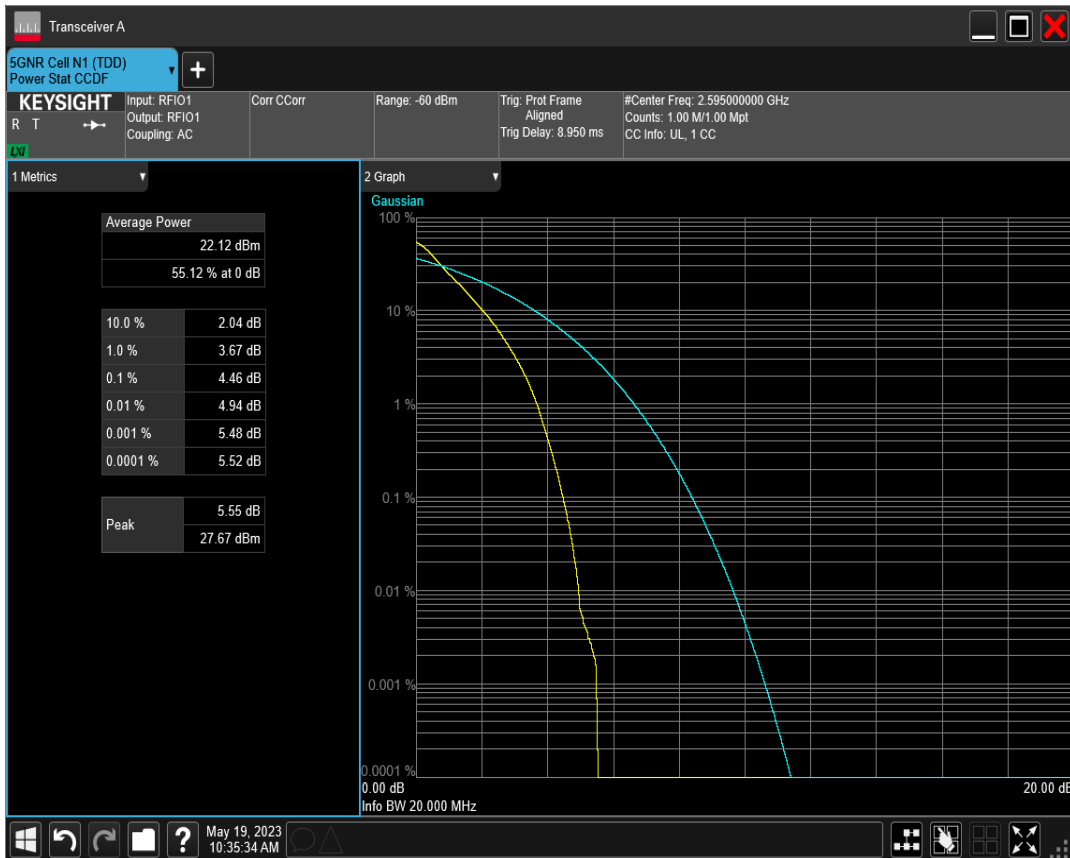 Transceiver A
5GNR Cell N1 (TDD)
Power Stat CCDF
+
KEYSIGHT
R T
LXI
Input: RFIO1
Output: RFIO1
Coupling: AC
Corr CCorr
Range: -60 dBm
Trig: Prot Frame
Aligned
Trig Delay: 8.950 ms
#Center Freq: 2.595000000 GHz
Counts: 1.00 M/1.00 Mpt
CC Info: UL, 1 CC
1 Metrics
Average Power
22.12 dBm
55.12 % at 0 dB
10.0 % 2.04 dB
1.0 % 3.67 dB
0.1 % 4.46 dB
0.01 % 4.94 dB
0.001 % 5.48 dB
0.0001 % 5.52 dB
Peak 5.55 dB
27.67 dBm
2 Graph
Gaussian
100 %
10 %
1 %
0.1 %
0.01 %
0.001 %
0.0001 %
0.00 dB 20.00 dB
Info BW 20.000 MHz
?
May 19, 2023
10:35:34 AM